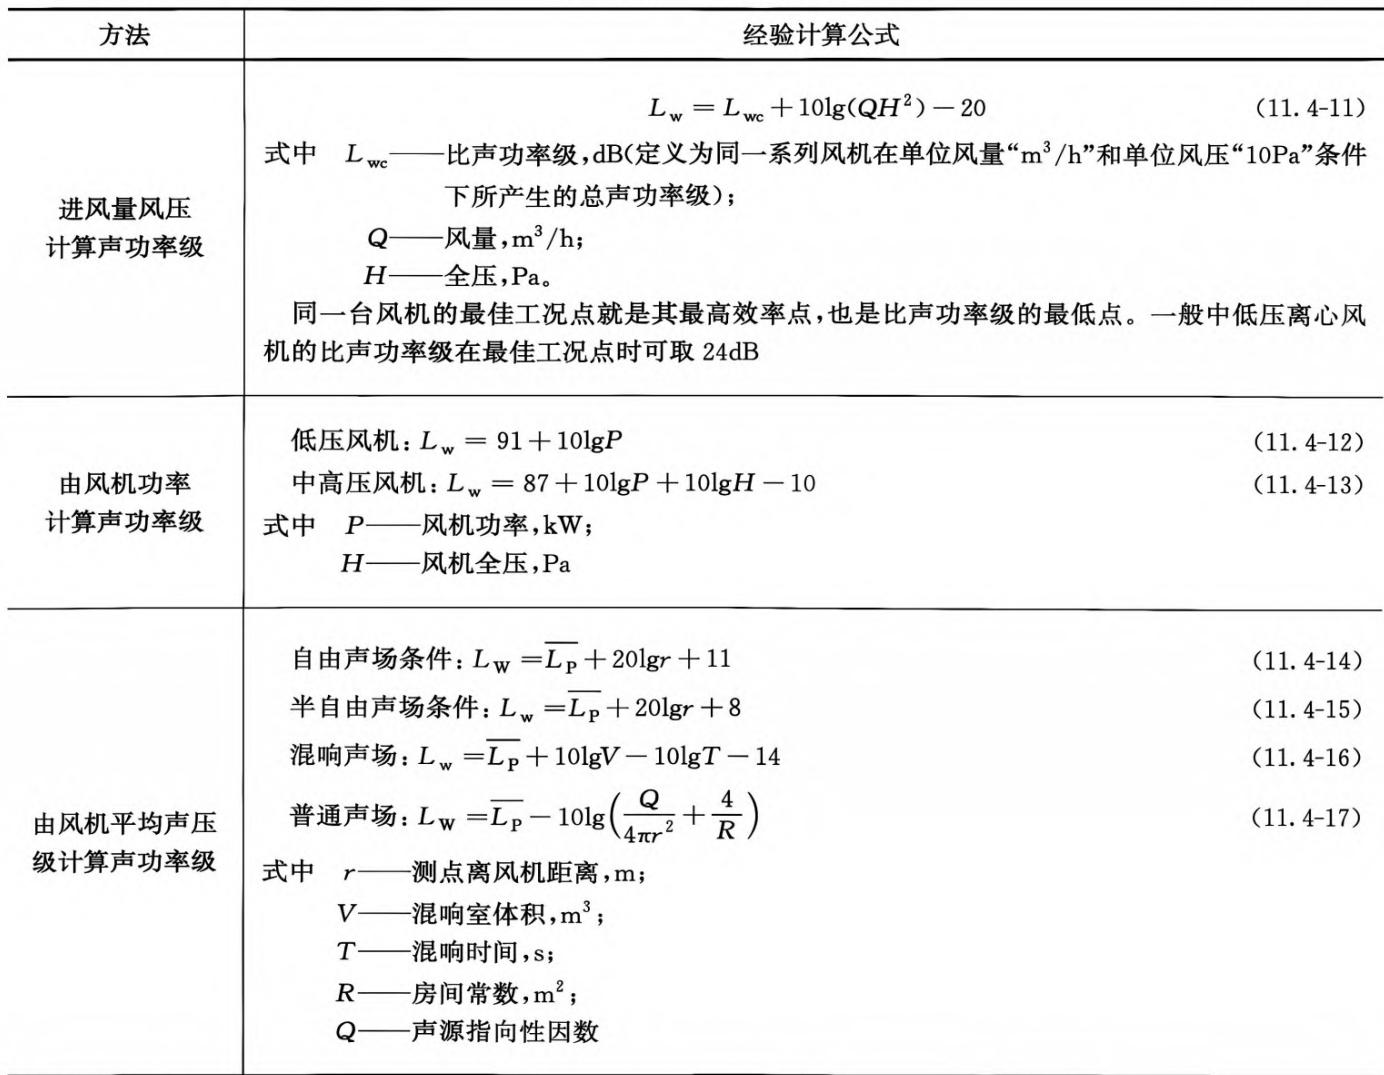 方法
经验计算公式
进风量风压
计算声功率级
L_w = L_wc + 10lg(QH²) − 20 (11.4-11)
式中 L_wc——比声功率级,dB(定义为同一系列风机在单位风量“m³/h”和单位风压“10Pa”条件
下所产生的总声功率级);
Q——风量,m³/h;
H——全压,Pa。
同一台风机的最佳工况点就是其最高效率点,也是比声功率级的最低点。一般中低压离心风
机的比声功率级在最佳工况点时可取 24dB
由风机功率
计算声功率级
低压风机: L_w = 91 + 10lgP (11.4-12)
中高压风机: L_w = 87 + 10lgP + 10lgH − 10 (11.4-13)
式中 P——风机功率,kW;
H——风机全压,Pa
由风机平均声压
级计算声功率级
自由声场条件: L_W = \overline{L_P} + 20lgr + 11 (11.4-14)
半自由声场条件: L_w = \overline{L_P} + 20lgr + 8 (11.4-15)
混响声场: L_w = \overline{L_P} + 10lgV − 10lgT − 14 (11.4-16)
普通声场: L_W = \overline{L_P} − 10lg(Q/4πr² + 4/R) (11.4-17)
式中 r——测点离风机距离,m;
V——混响室体积,m³;
T——混响时间,s;
R——房间常数,m²;
Q——声源指向性因数